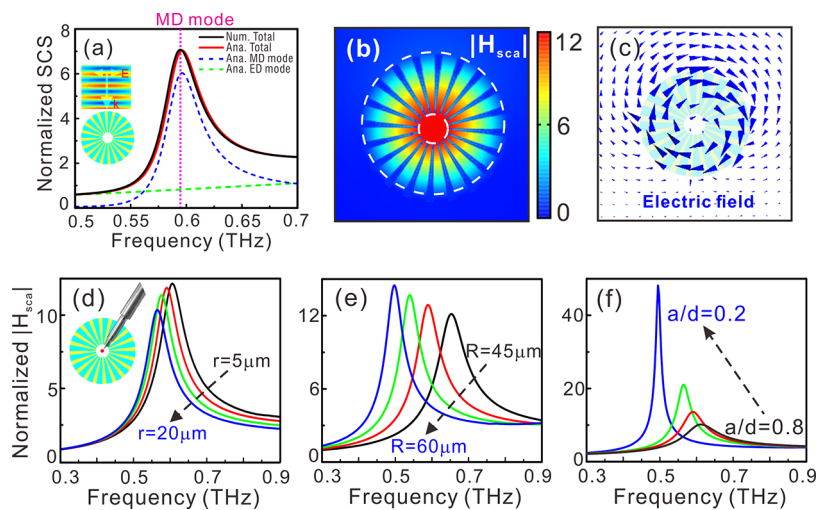 MD mode
(a)
Num. Total
Ana. Total
Ana. MD mode
Ana. ED mode
E
k
Normalized SCS
8
7
6
4
2
0
0.5 0.55 0.6 0.65 0.7
Frequency (THz)
(b)
|H_sca|
12
6
0
(c)
Electric field
(d)
Normalized |H_sca|
10
5
0
r=5μm
r=20μm
0.3 0.5 0.7 0.9
Frequency (THz)
(e)
12
6
0
R=45μm
R=60μm
0.3 0.5 0.7 0.9
Frequency (THz)
(f)
40
20
0
a/d=0.2
a/d=0.8
0.3 0.5 0.7 0.9
Frequency (THz)